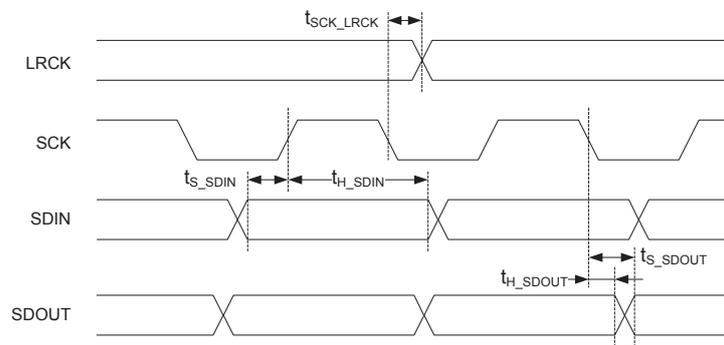 tSCK_LRCK
LRCK
SCK
tS_SDIN
tH_SDIN
SDIN
tS_SDOUT
tH_SDOUT
SDOUT